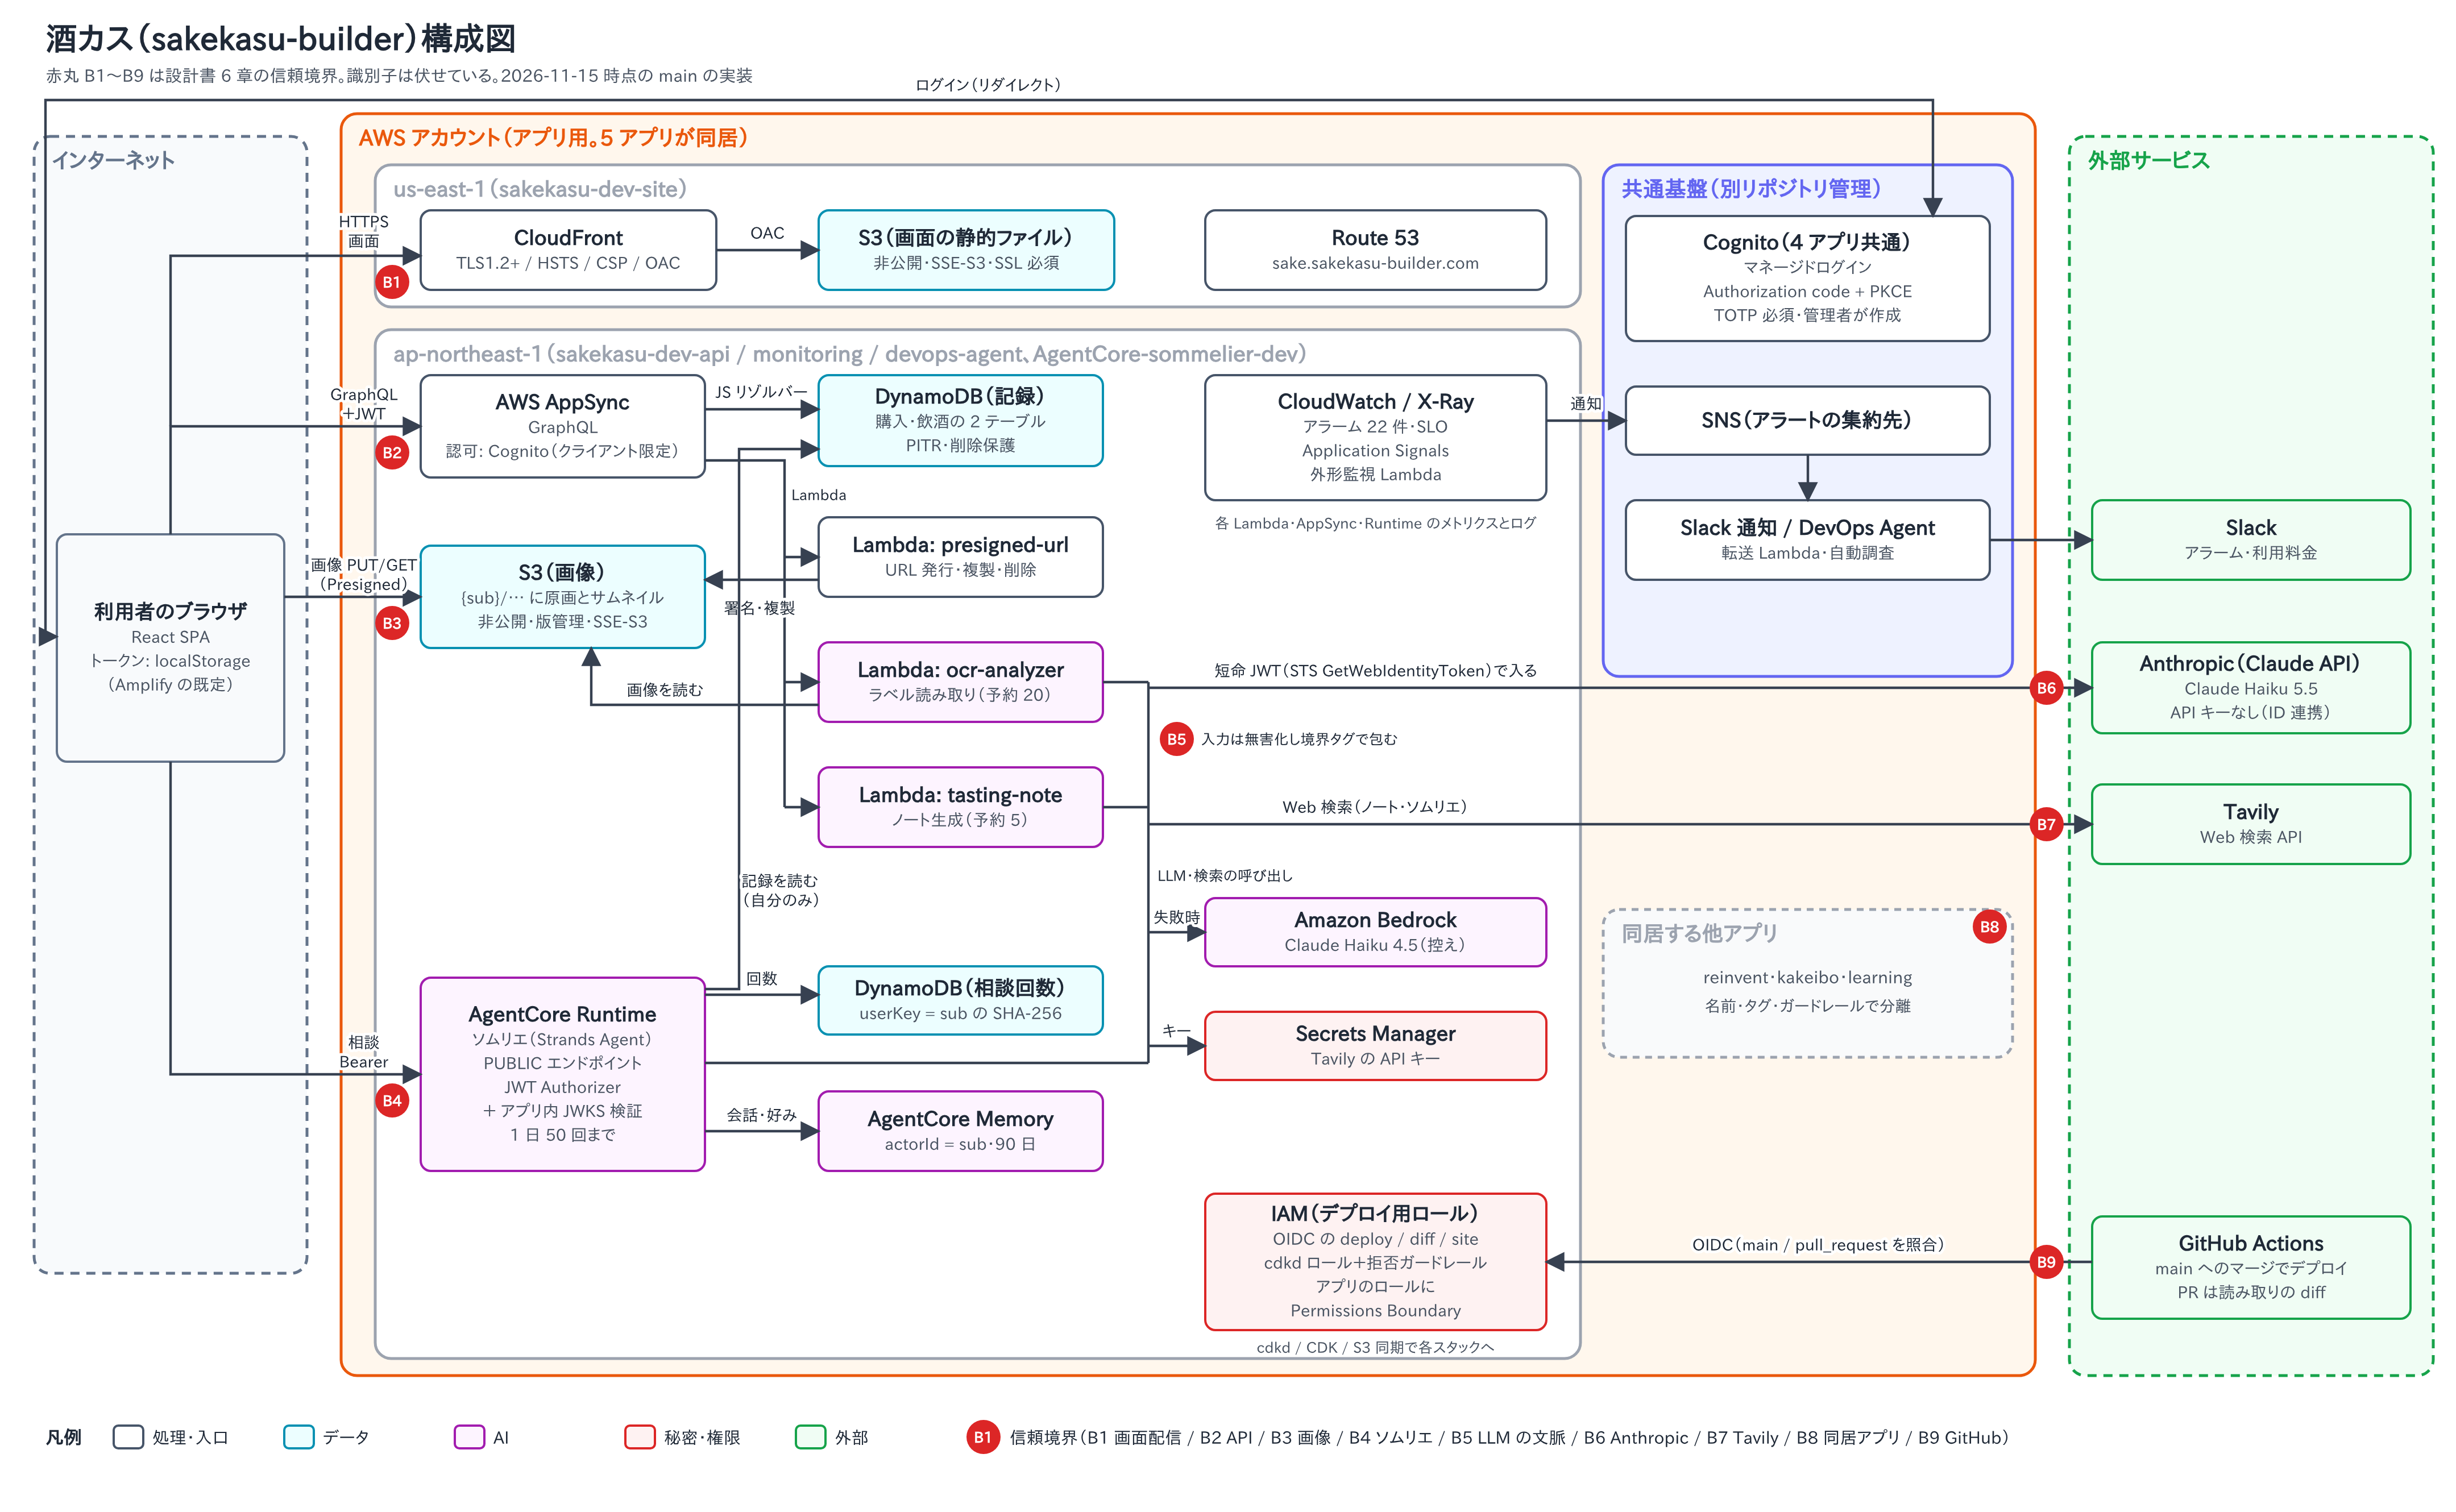 酒カス（sakekasu-builder）構成図
赤丸 B1〜B9 は設計書 6 章の信頼境界。識別子は伏せている。2026-11-15 時点の main の実装
ログイン（リダイレクト）
インターネット
AWS アカウント（アプリ用。5 アプリが同居）
外部サービス
us-east-1（sakekasu-dev-site）
HTTPS
画面
B1
CloudFront
TLS1.2+ / HSTS / CSP / OAC
OAC
S3（画面の静的ファイル）
非公開・SSE-S3・SSL 必須
Route 53
sake.sakekasu-builder.com
共通基盤（別リポジトリ管理）
Cognito（4 アプリ共通）
マネージドログイン
Authorization code + PKCE
TOTP 必須・管理者が作成
ap-northeast-1（sakekasu-dev-api / monitoring / devops-agent、AgentCore-sommelier-dev）
GraphQL
＋JWT
B2
AWS AppSync
GraphQL
認可: Cognito（クライアント限定）
JS リゾルバー
DynamoDB（記録）
購入・飲酒の 2 テーブル
PITR・削除保護
CloudWatch / X-Ray
アラーム 22 件・SLO
Application Signals
外形監視 Lambda
各 Lambda・AppSync・Runtime のメトリクスとログ
通知
SNS（アラートの集約先）
Slack 通知 / DevOps Agent
転送 Lambda・自動調査
Slack
アラーム・利用料金
Lambda
Lambda: presigned-url
URL 発行・複製・削除
署名・複製
画像 PUT/GET
（Presigned）
B3
S3（画像）
{sub}/… に原画とサムネイル
非公開・版管理・SSE-S3
利用者のブラウザ
React SPA
トークン: localStorage
（Amplify の既定）
画像を読む
Lambda: ocr-analyzer
ラベル読み取り（予約 20）
短命 JWT（STS GetWebIdentityToken）で入る
B6
Anthropic（Claude API）
Claude Haiku 5.5
API キーなし（ID 連携）
B5
入力は無害化し境界タグで包む
Lambda: tasting-note
ノート生成（予約 5）
Web 検索（ノート・ソムリエ）
B7
Tavily
Web 検索 API
記録を読む
（自分のみ）
LLM・検索の呼び出し
失敗時
Amazon Bedrock
Claude Haiku 4.5（控え）
同居する他アプリ
B8
reinvent・kakeibo・learning
名前・タグ・ガードレールで分離
相談
Bearer
B4
AgentCore Runtime
ソムリエ（Strands Agent）
PUBLIC エンドポイント
JWT Authorizer
＋ アプリ内 JWKS 検証
1 日 50 回まで
回数
DynamoDB（相談回数）
userKey = sub の SHA-256
キー
Secrets Manager
Tavily の API キー
会話・好み
AgentCore Memory
actorId = sub・90 日
IAM（デプロイ用ロール）
OIDC の deploy / diff / site
cdkd ロール＋拒否ガードレール
アプリのロールに
Permissions Boundary
cdkd / CDK / S3 同期で各スタックへ
OIDC（main / pull_request を照合）
B9
GitHub Actions
main へのマージでデプロイ
PR は読み取りの diff
凡例
処理・入口
データ
AI
秘密・権限
外部
B1
信頼境界（B1 画面配信 / B2 API / B3 画像 / B4 ソムリエ / B5 LLM の文脈 / B6 Anthropic / B7 Tavily / B8 同居アプリ / B9 GitHub）